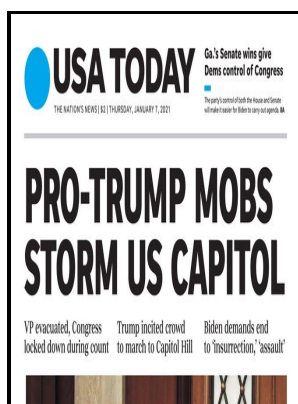 USA TODAY
THE NATION'S NEWS | $2 | THURSDAY, JANUARY 7, 2021
Ga.'s Senate wins give
Dems control of Congress
The party's control of both the House and Senate
will make it easier for Biden to carry out agenda. 8A
PRO-TRUMP MOBS
STORM US CAPITOL
VP evacuated, Congress
locked down during count
Trump incited crowd
to march to Capitol Hill
Biden demands end
to 'insurrection,' 'assault'